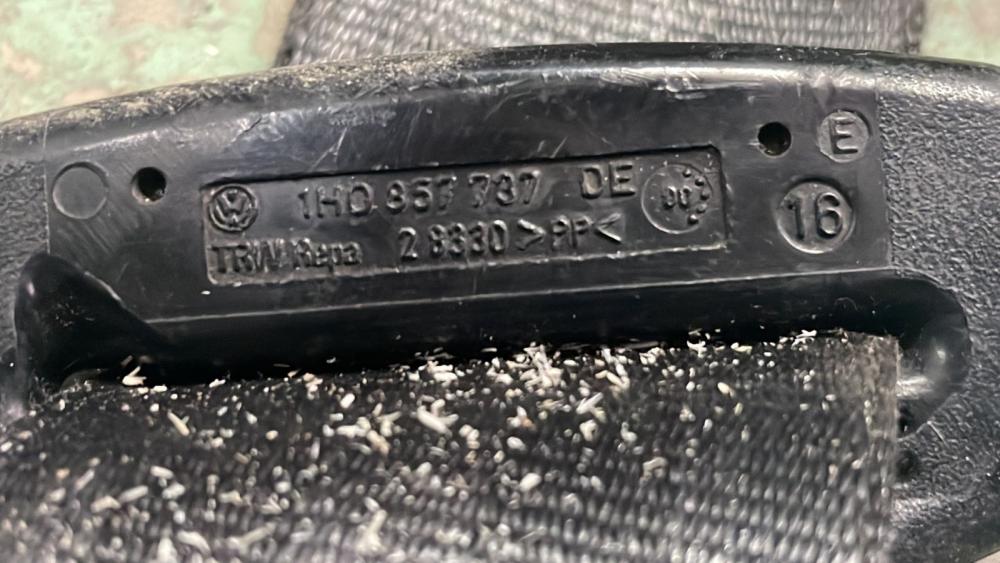 E
1H0 857 737 DE
TRW Repa 2 8330 >PP<
16